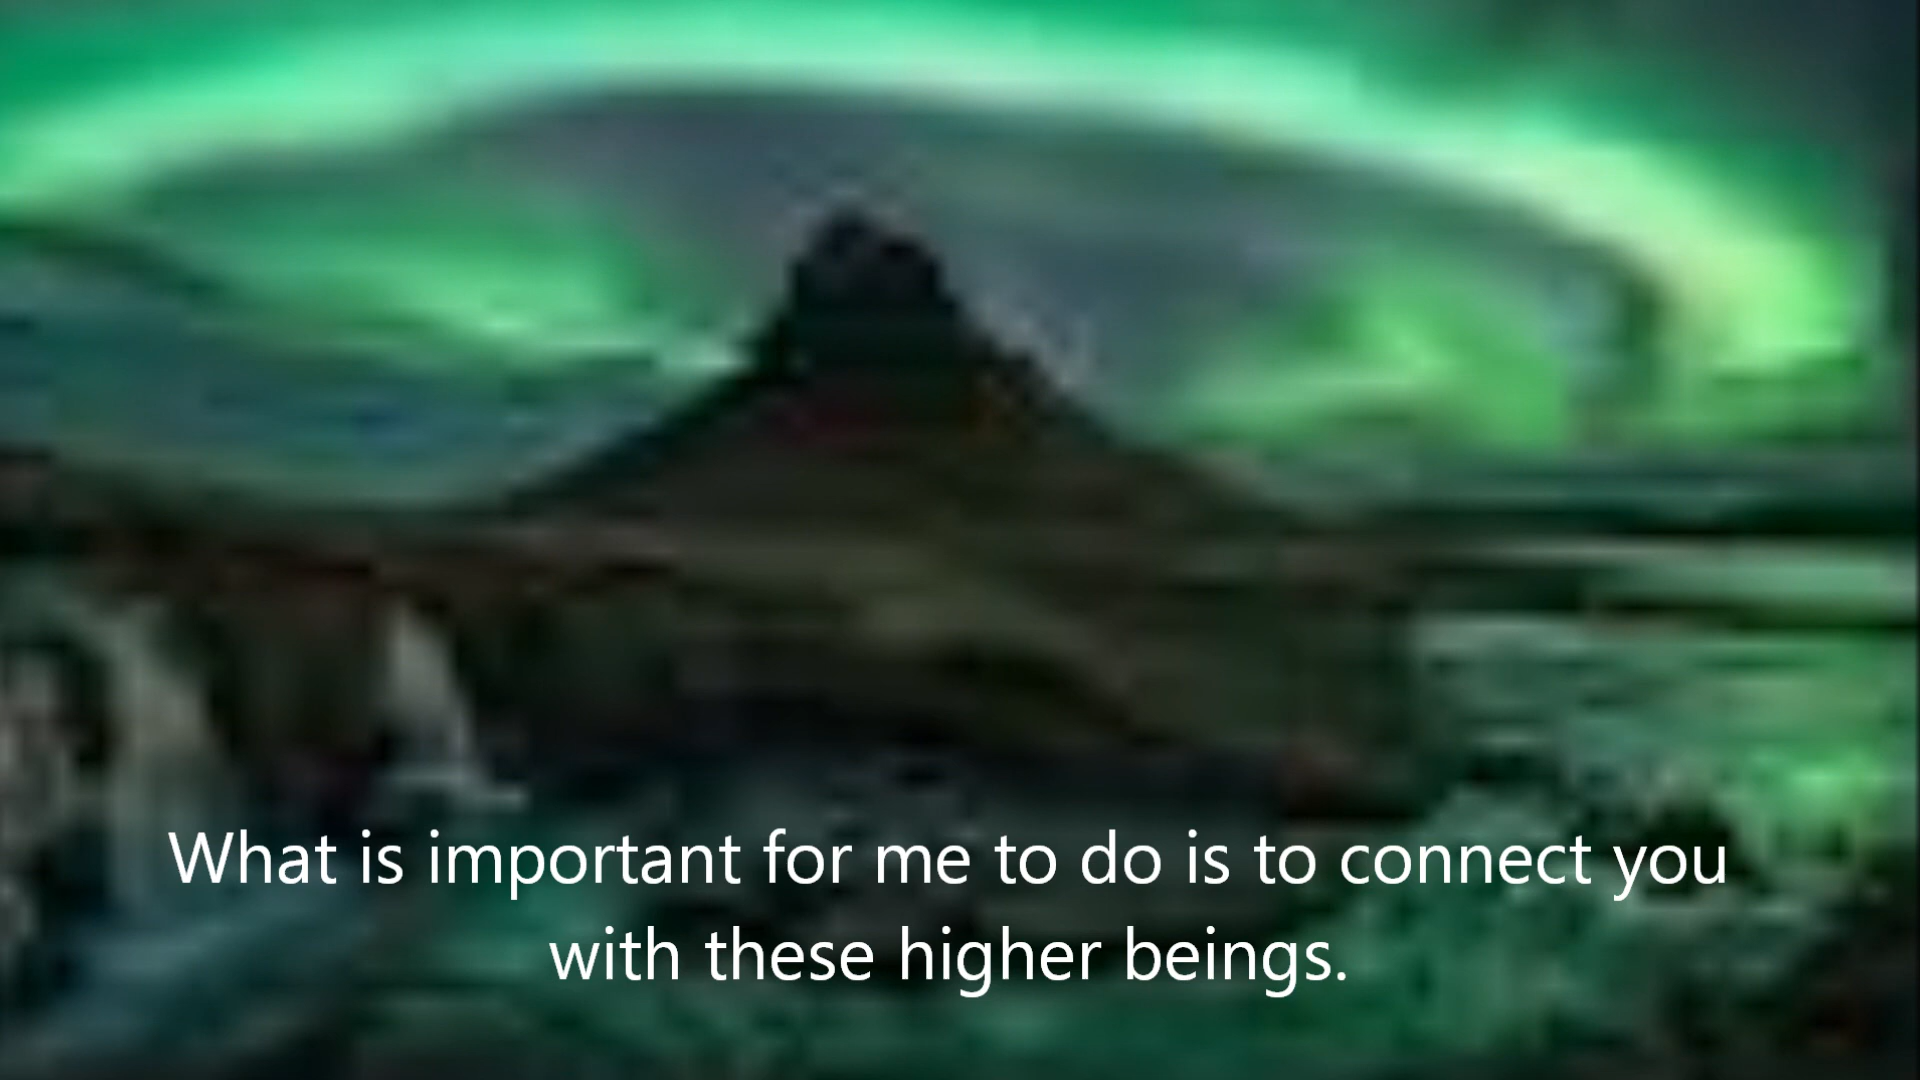 What is important for me to do is to connect you
with these higher beings.